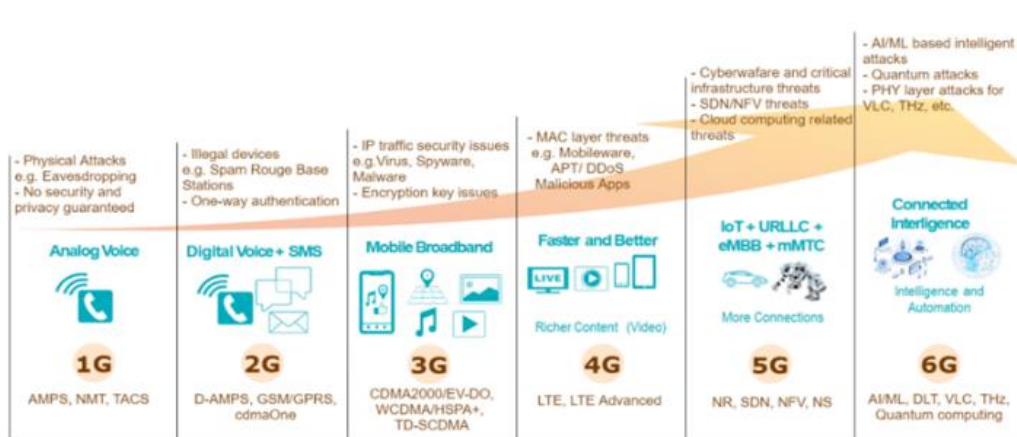 - Physical Attacks
e.g. Eavesdropping
- No security and
privacy guaranteed
Analog Voice
1G
AMPS, NMT, TACS
- Illegal devices
e.g. Spam Rouge Base
Stations
- One-way authentication
Digital Voice + SMS
2G
D-AMPS, GSM/GPRS,
cdmaOne
- IP traffic security issues
e.g.Virus, Spyware,
Malware
- Encryption key issues
Mobile Broadband
3G
CDMA2000/EV-DO,
WCDMA/HSPA+,
TD-SCDMA
- MAC layer threats
e.g. Mobileware,
APT/ DDoS
Malicious Apps
Faster and Better
LIVE
Richer Content (Video)
4G
LTE, LTE Advanced
- Cyberwafare and critical
infrastructure threats
- SDN/NFV threats
- Cloud computing related
threats
IoT + URLLC +
eMBB + mMTC
More Connections
5G
NR, SDN, NFV, NS
- AI/ML based intelligent
attacks
- Quantum attacks
- PHY layer attacks for
VLC, THz, etc.
Connected
Interligence
Intelligence and
Automation
6G
AI/ML, DLT, VLC, THz,
Quantum computing